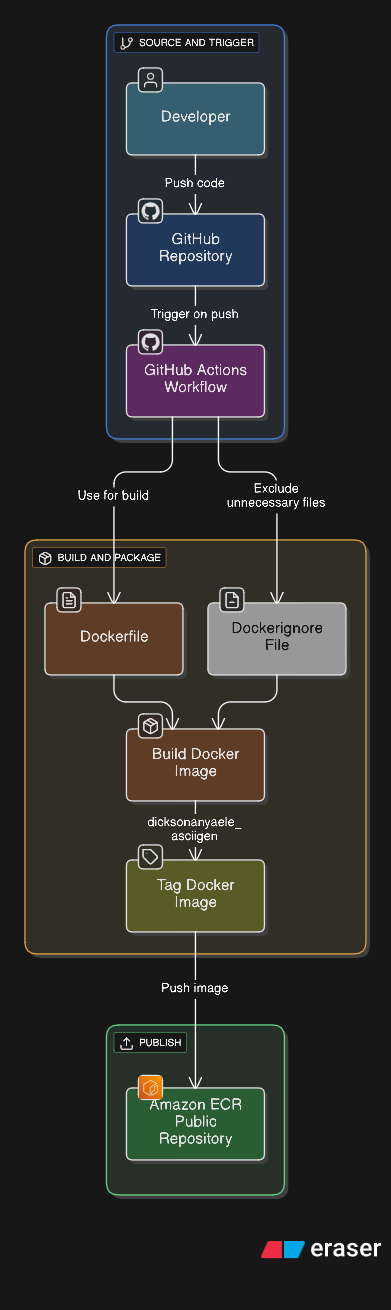 SOURCE AND TRIGGER
Developer
Push code
GitHub
Repository
Trigger on push
GitHub Actions
Workflow
Use for build
Exclude
unnecessary files
BUILD AND PACKAGE
Dockerfile
Dockerignore
File
Build Docker
Image
dicksonanyaele_
asciigen
Tag Docker
Image
Push image
PUBLISH
Amazon ECR
Public
Repository
eraser